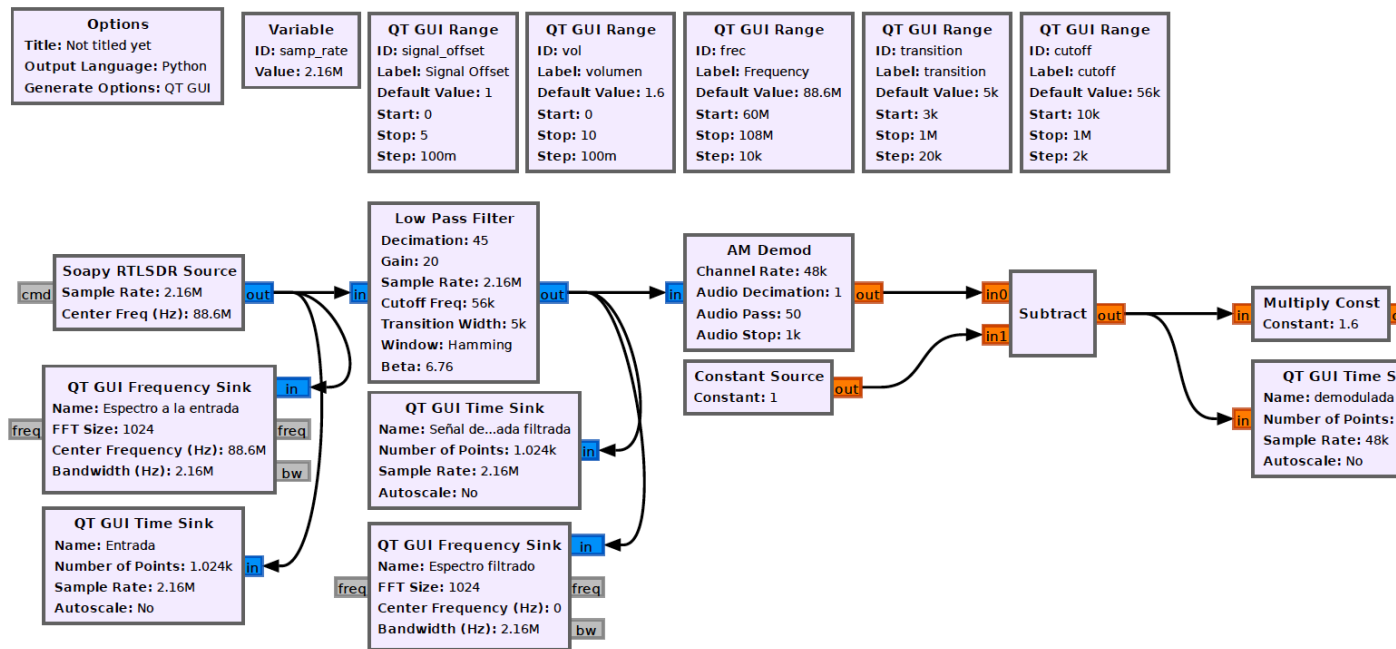 Options
Title: Not titled yet
Output Language: Python
Generate Options: QT GUI
Variable
ID: samp_rate
Value: 2.16M
QT GUI Range
ID: signal_offset
Label: Signal Offset
Default Value: 1
Start: 0
Stop: 5
Step: 100m
QT GUI Range
ID: vol
Label: volumen
Default Value: 1.6
Start: 0
Stop: 10
Step: 100m
QT GUI Range
ID: frec
Label: Frequency
Default Value: 88.6M
Start: 60M
Stop: 108M
Step: 10k
QT GUI Range
ID: transition
Label: transition
Default Value: 5k
Start: 3k
Stop: 1M
Step: 20k
QT GUI Range
ID: cutoff
Label: cutoff
Default Value: 56k
Start: 10k
Stop: 1M
Step: 2k
Soapy RTLSDR Source
Sample Rate: 2.16M
Center Freq (Hz): 88.6M
cmd
out
QT GUI Frequency Sink
Name: Espectro a la entrada
FFT Size: 1024
Center Frequency (Hz): 88.6M
Bandwidth (Hz): 2.16M
freq
in
freq
bw
QT GUI Time Sink
Name: Entrada
Number of Points: 1.024k
Sample Rate: 2.16M
Autoscale: No
in
Low Pass Filter
Decimation: 45
Gain: 20
Sample Rate: 2.16M
Cutoff Freq: 56k
Transition Width: 5k
Window: Hamming
Beta: 6.76
in
out
QT GUI Time Sink
Name: Señal de...ada filtrada
Number of Points: 1.024k
Sample Rate: 2.16M
Autoscale: No
in
QT GUI Frequency Sink
Name: Espectro filtrado
FFT Size: 1024
Center Frequency (Hz): 0
Bandwidth (Hz): 2.16M
freq
in
freq
bw
AM Demod
Channel Rate: 48k
Audio Decimation: 1
Audio Pass: 50
Audio Stop: 1k
in
out
Constant Source
Constant: 1
out
in0
in1
Subtract
out
in
Multiply Const
Constant: 1.6
QT GUI Time S
Name: demodulada
Number of Points:
Sample Rate: 48k
Autoscale: No
in